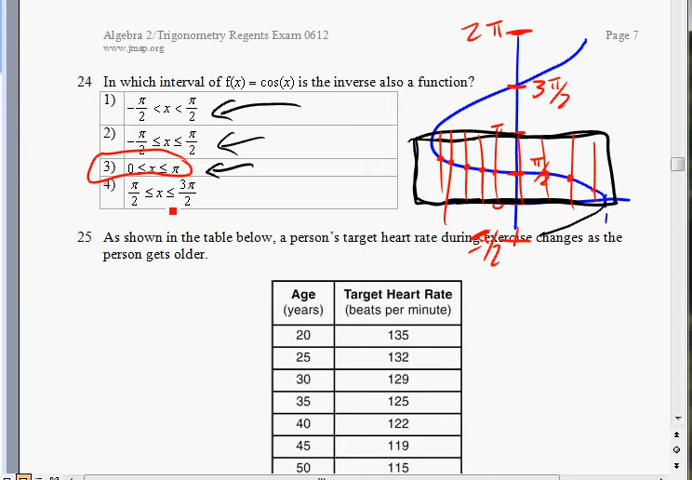 Algebra 2/Trigonometry Regents Exam 0612
www.jmap.org
Page 7
24 In which interval of f(x) = cos(x) is the inverse also a function?
1) -π/2 < x < π/2
2) -π/2 ≤ x ≤ π/2
3) 0 ≤ x ≤ π
4) π/2 ≤ x ≤ 3π/2
2π
3π/2
π
π/2
0
1
-π/2
25 As shown in the table below, a person's target heart rate during exercise changes as the
person gets older.
Age Target Heart Rate
(years) (beats per minute)
20 135
25 132
30 129
35 125
40 122
45 119
50 115